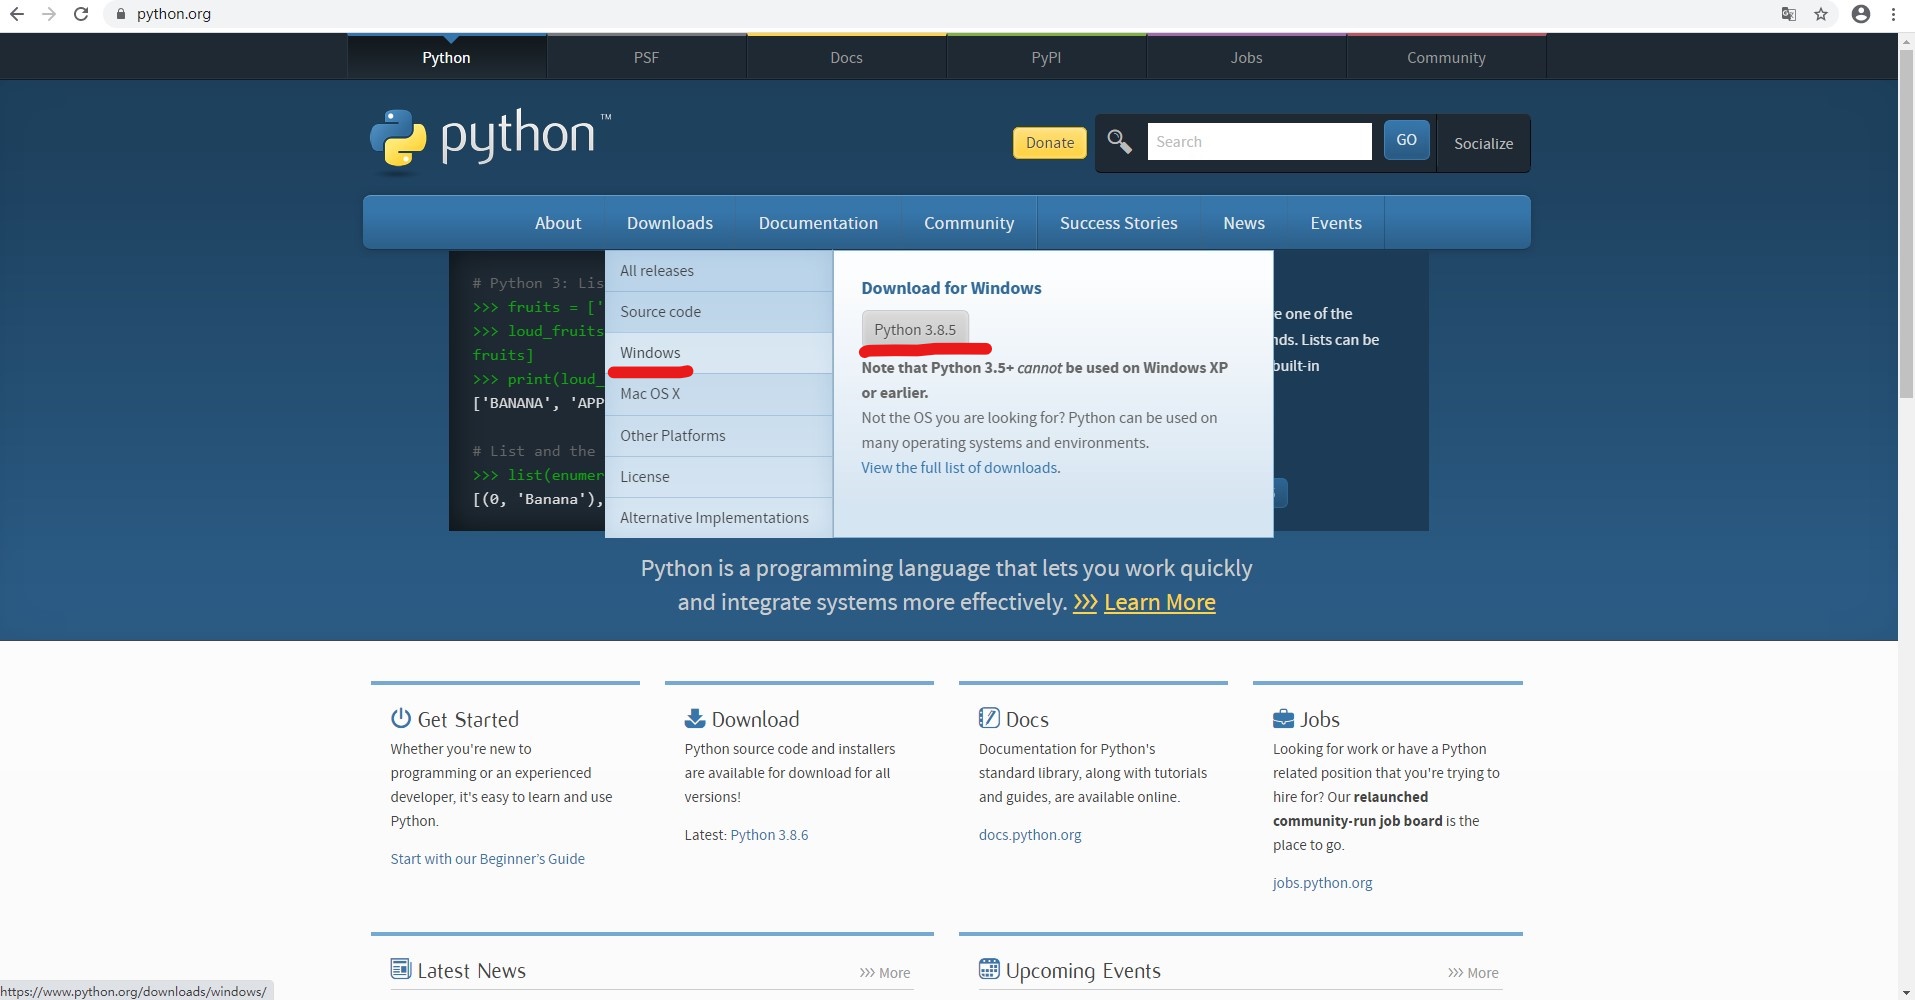 python.org
Python
PSF
Docs
PyPI
Jobs
Community
python™
Donate
Search
GO
Socialize
About
Downloads
Documentation
Community
Success Stories
News
Events
# Python 3: Lis
>>> fruits = ['
>>> loud_fruits
fruits]
>>> print(loud_
['BANANA', 'APP
# List and the
>>> list(enumer
[(0, 'Banana'),
All releases
Source code
Windows
Mac OS X
Other Platforms
License
Alternative Implementations
Download for Windows
Python 3.8.5
Note that Python 3.5+ cannot be used on Windows XP
or earlier.
Not the OS you are looking for? Python can be used on
many operating systems and environments.
View the full list of downloads.
e one of the
nds. Lists can be
built-in
Python is a programming language that lets you work quickly
and integrate systems more effectively. >>> Learn More
Get Started
Whether you're new to
programming or an experienced
developer, it's easy to learn and use
Python.
Start with our Beginner's Guide
Download
Python source code and installers
are available for download for all
versions!
Latest: Python 3.8.6
Docs
Documentation for Python's
standard library, along with tutorials
and guides, are available online.
docs.python.org
Jobs
Looking for work or have a Python
related position that you're trying to
hire for? Our relaunched
community-run job board is the
place to go.
jobs.python.org
Latest News
>>> More
Upcoming Events
>>> More
https://www.python.org/downloads/windows/